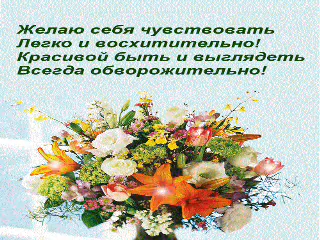 Желаю себя чувствовать
Легко и восхитительно!
Красивой быть и выглядеть
Всегда обворожительно!